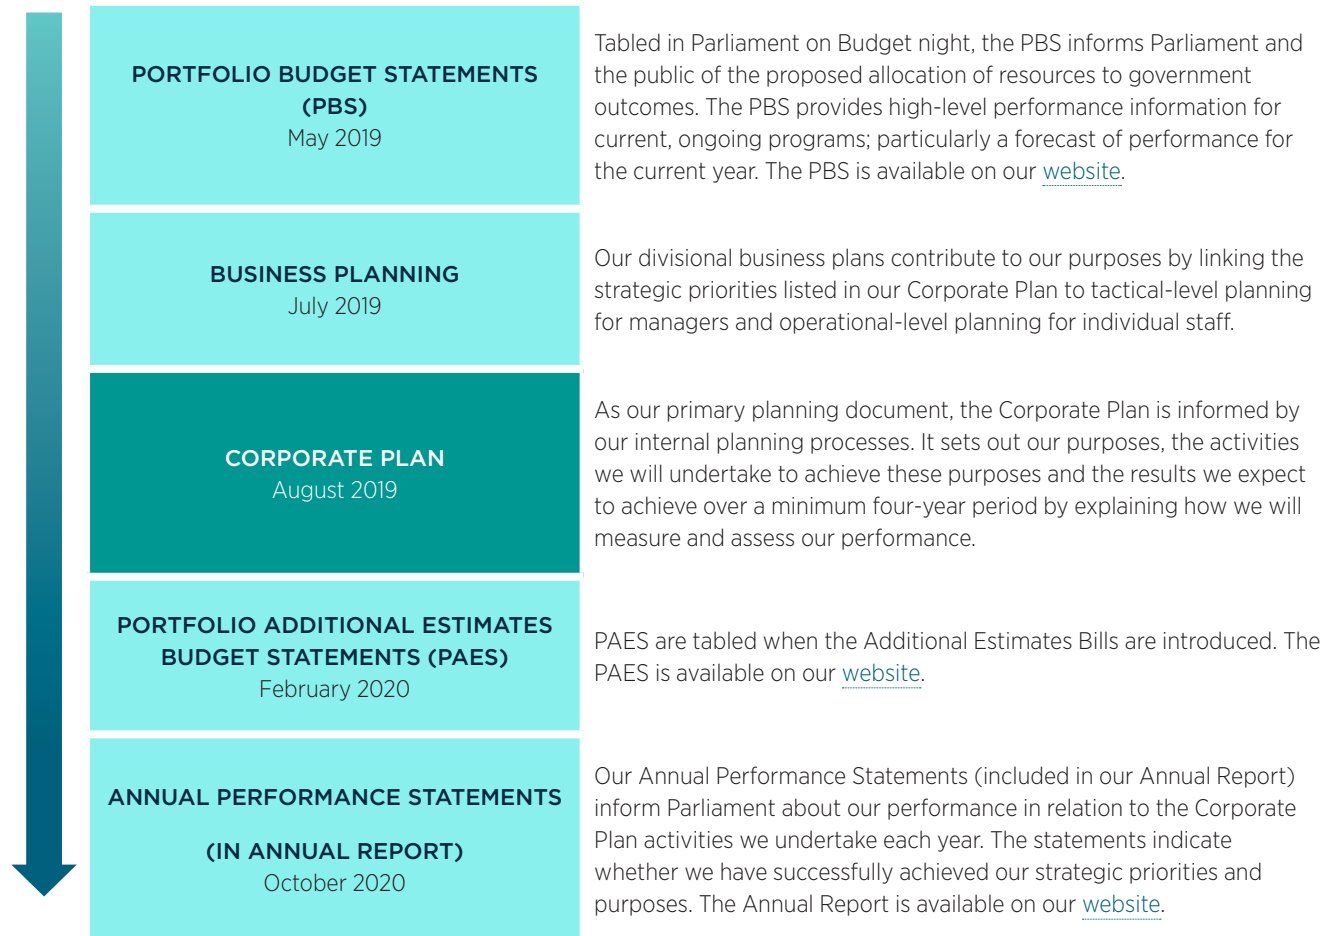 PORTFOLIO BUDGET STATEMENTS
(PBS)
May 2019
Tabled in Parliament on Budget night, the PBS informs Parliament and
the public of the proposed allocation of resources to government
outcomes. The PBS provides high-level performance information for
current, ongoing programs; particularly a forecast of performance for
the current year. The PBS is available on our website.
BUSINESS PLANNING
July 2019
Our divisional business plans contribute to our purposes by linking the
strategic priorities listed in our Corporate Plan to tactical-level planning
for managers and operational-level planning for individual staff.
CORPORATE PLAN
August 2019
As our primary planning document, the Corporate Plan is informed by
our internal planning processes. It sets out our purposes, the activities
we will undertake to achieve these purposes and the results we expect
to achieve over a minimum four-year period by explaining how we will
measure and assess our performance.
PORTFOLIO ADDITIONAL ESTIMATES
BUDGET STATEMENTS (PAES)
February 2020
PAES are tabled when the Additional Estimates Bills are introduced. The
PAES is available on our website.
ANNUAL PERFORMANCE STATEMENTS
(IN ANNUAL REPORT)
October 2020
Our Annual Performance Statements (included in our Annual Report)
inform Parliament about our performance in relation to the Corporate
Plan activities we undertake each year. The statements indicate
whether we have successfully achieved our strategic priorities and
purposes. The Annual Report is available on our website.